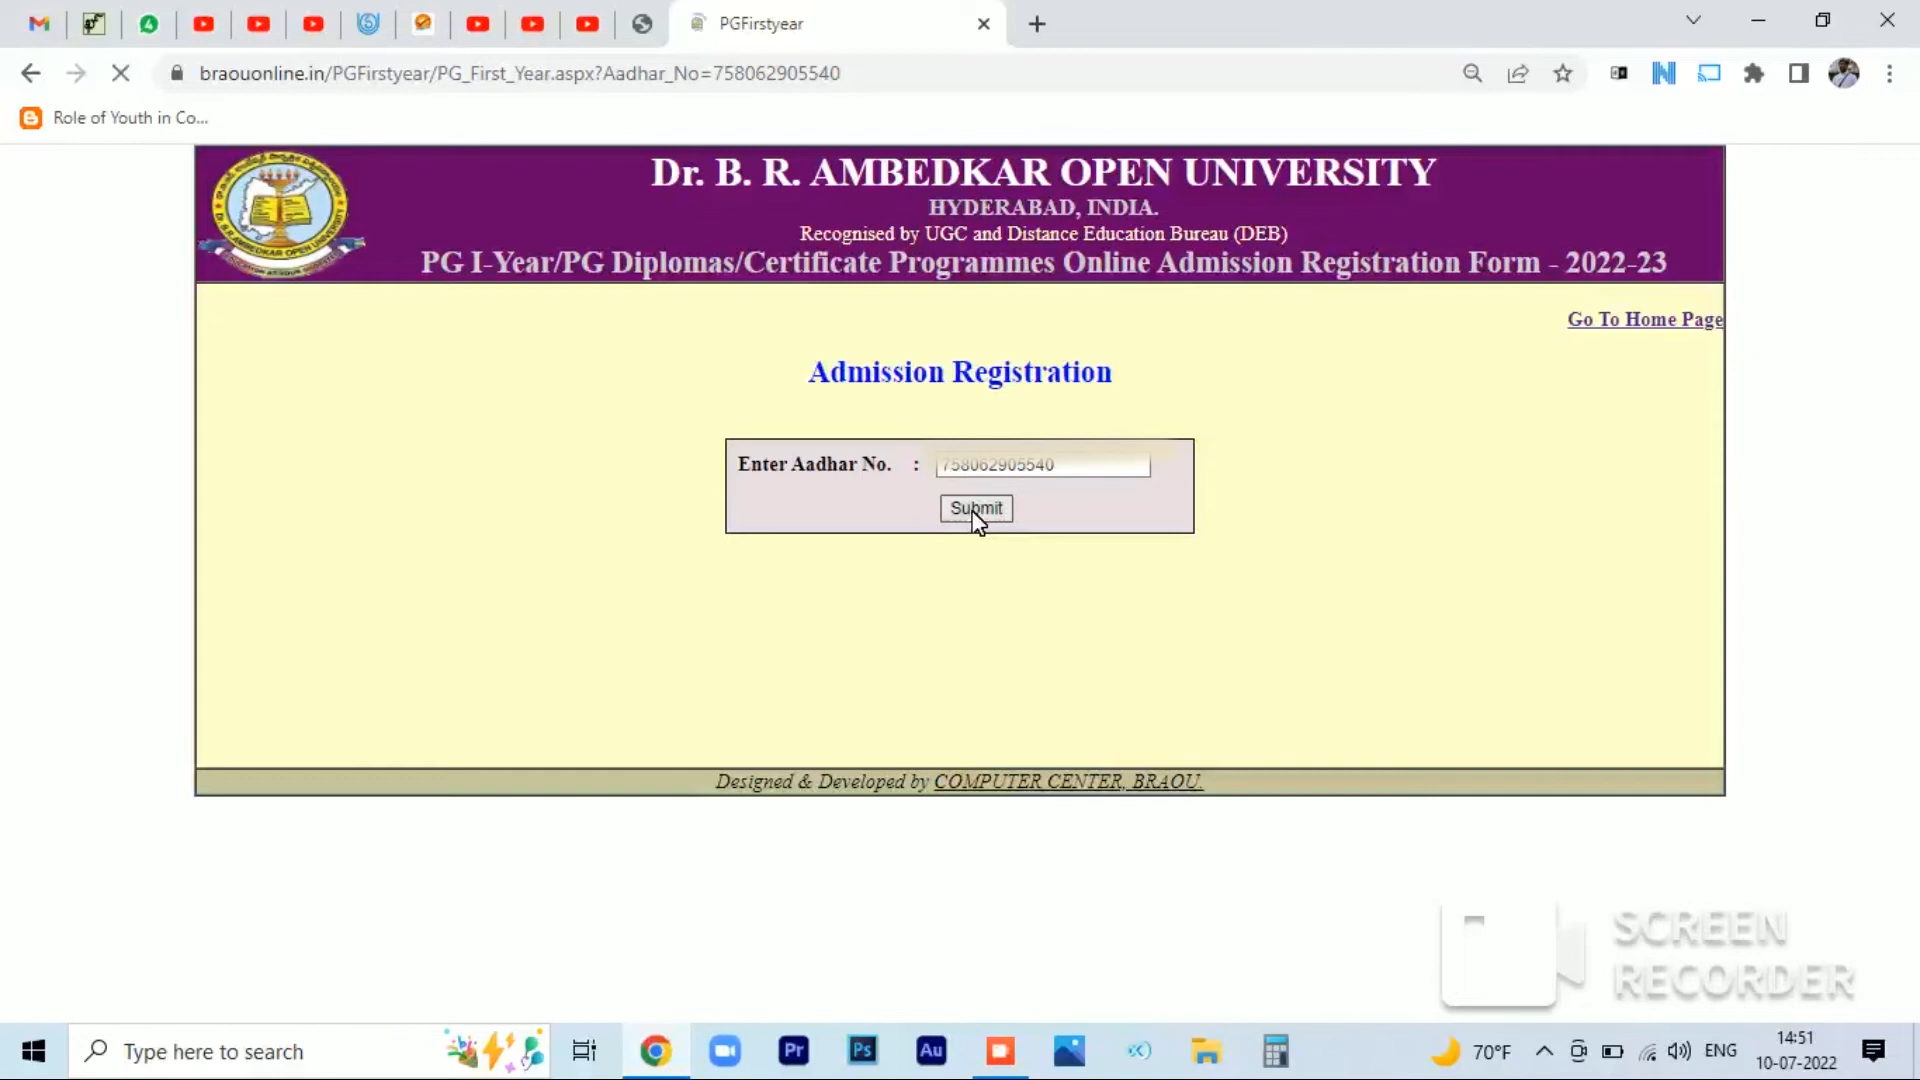 PGFirstyear
braouonline.in/PGFirstyear/PG_First_Year.aspx?Aadhar_No=758062905540
Role of Youth in Co...
Dr. B. R. AMBEDKAR OPEN UNIVERSITY
HYDERABAD, INDIA.
Recognised by UGC and Distance Education Bureau (DEB)
PG I-Year/PG Diplomas/Certificate Programmes Online Admission Registration Form - 2022-23
Go To Home Page
Admission Registration
Enter Aadhar No. : 758062905540
Submit
Designed & Developed by COMPUTER CENTER, BRAOU.
SCREEN
RECORDER
Type here to search
Pr
Ps
Au
70°F
ENG
14:51
10-07-2022